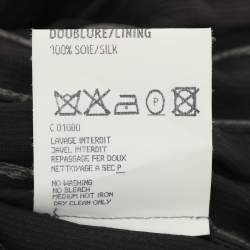 DOUBLURE/LINING
100% SOIE/SILK
P
C 01000
LAVAGE INTERDIT
JAVEL INTERDIT
REPASSAGE FER DOUX
NETTOYAGE A SEC P
NO WASHING
NO BLEACH
MEDIUM HOT IRON
DRY CLEAN ONLY